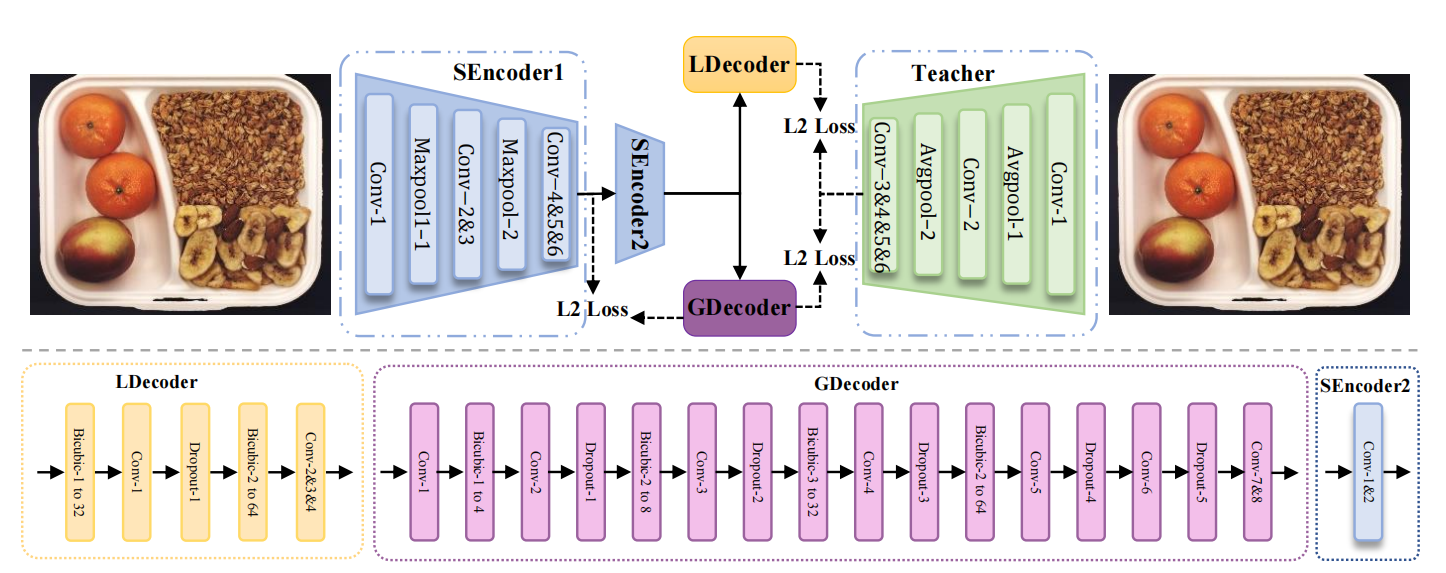 SEncoder1
Conv-1
Maxpool1-1
Conv-2&3
Maxpool-2
Conv-4&5&6
SEncoder2
LDecoder
GDecoder
L2 Loss
L2 Loss
L2 Loss
Teacher
Conv-3&4&5&6
Avgpool-2
Conv-2
Avgpool-1
Conv-1
LDecoder
Bicubic-1 to 32
Conv-1
Dropout-1
Bicubic-2 to 64
Conv-2&3&4
GDecoder
Conv-1
Bicubic-1 to 4
Conv-2
Dropout-1
Bicubic-2 to 8
Conv-3
Dropout-2
Bicubic-3 to 32
Conv-4
Dropout-3
Bicubic-2 to 64
Conv-5
Dropout-4
Conv-6
Dropout-5
Conv-7&8
SEncoder2
Conv-1&2